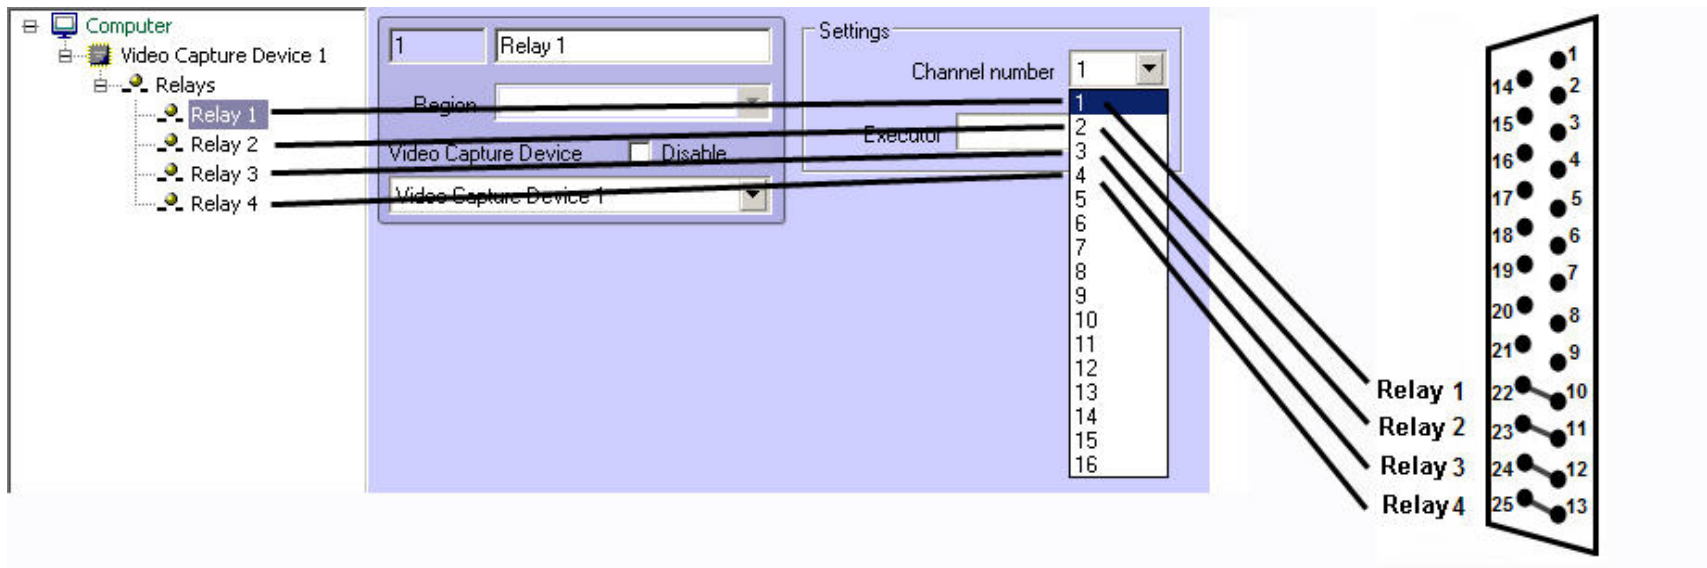 Computer
Video Capture Device 1
Relays
Relay 1
Relay 2
Relay 3
Relay 4
1
Relay 1
Region
Video Capture Device
Disable
Video Capture Device 1
Settings
Channel number
1
Executor
1
2
3
4
5
6
7
8
9
10
11
12
13
14
15
16
Relay 1
Relay 2
Relay 3
Relay 4
1
14
2
15
3
16
4
17
5
18
6
19
7
20
8
21
9
22
10
23
11
24
12
25
13